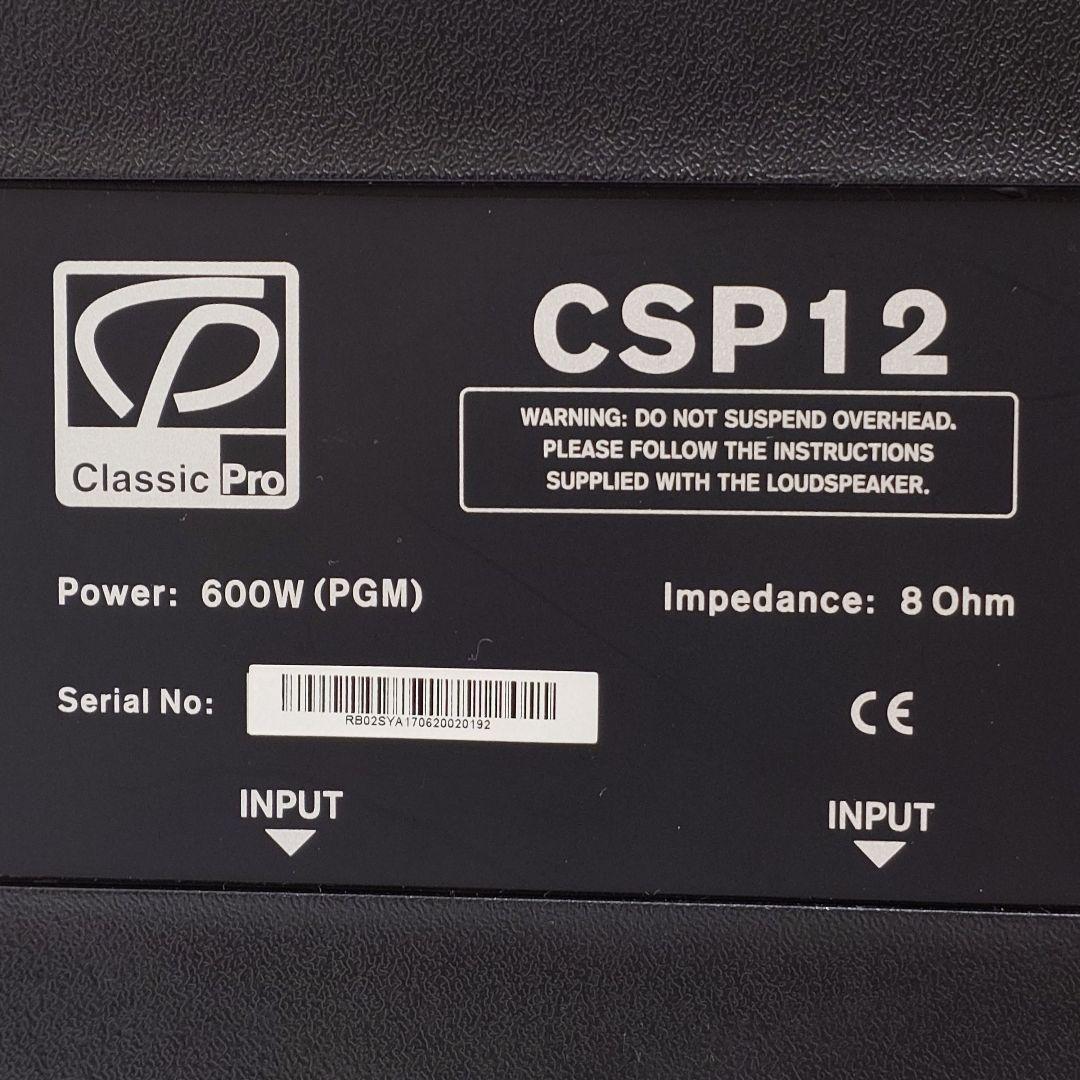 CP
Classic Pro
CSP12
WARNING: DO NOT SUSPEND OVERHEAD.
PLEASE FOLLOW THE INSTRUCTIONS
SUPPLIED WITH THE LOUDSPEAKER.
Power: 600W (PGM)
Impedance: 8 Ohm
Serial No:
RB02SYA170620020192
CE
INPUT
INPUT